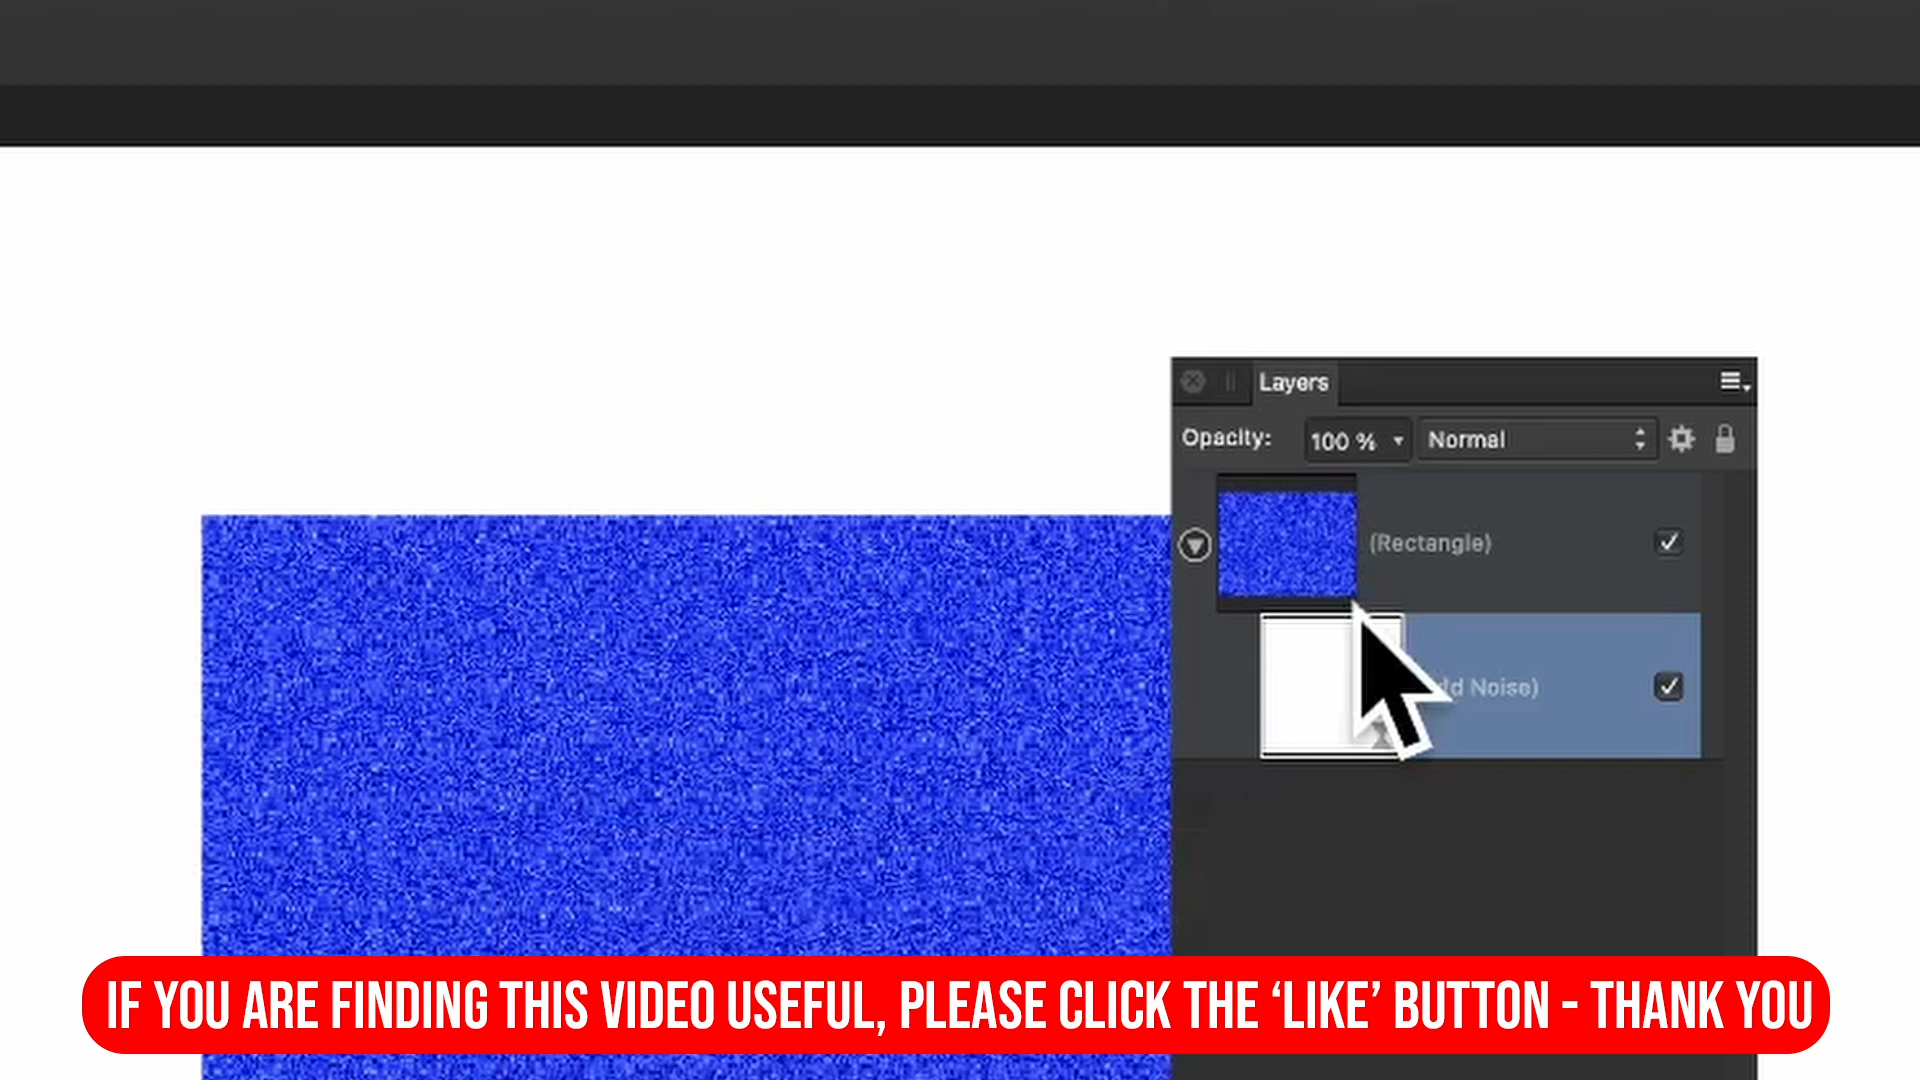 Layers
Opacity: 100 % Normal
(Rectangle)
Noise)
IF YOU ARE FINDING THIS VIDEO USEFUL, PLEASE CLICK THE ‘LIKE’ BUTTON - THANK YOU